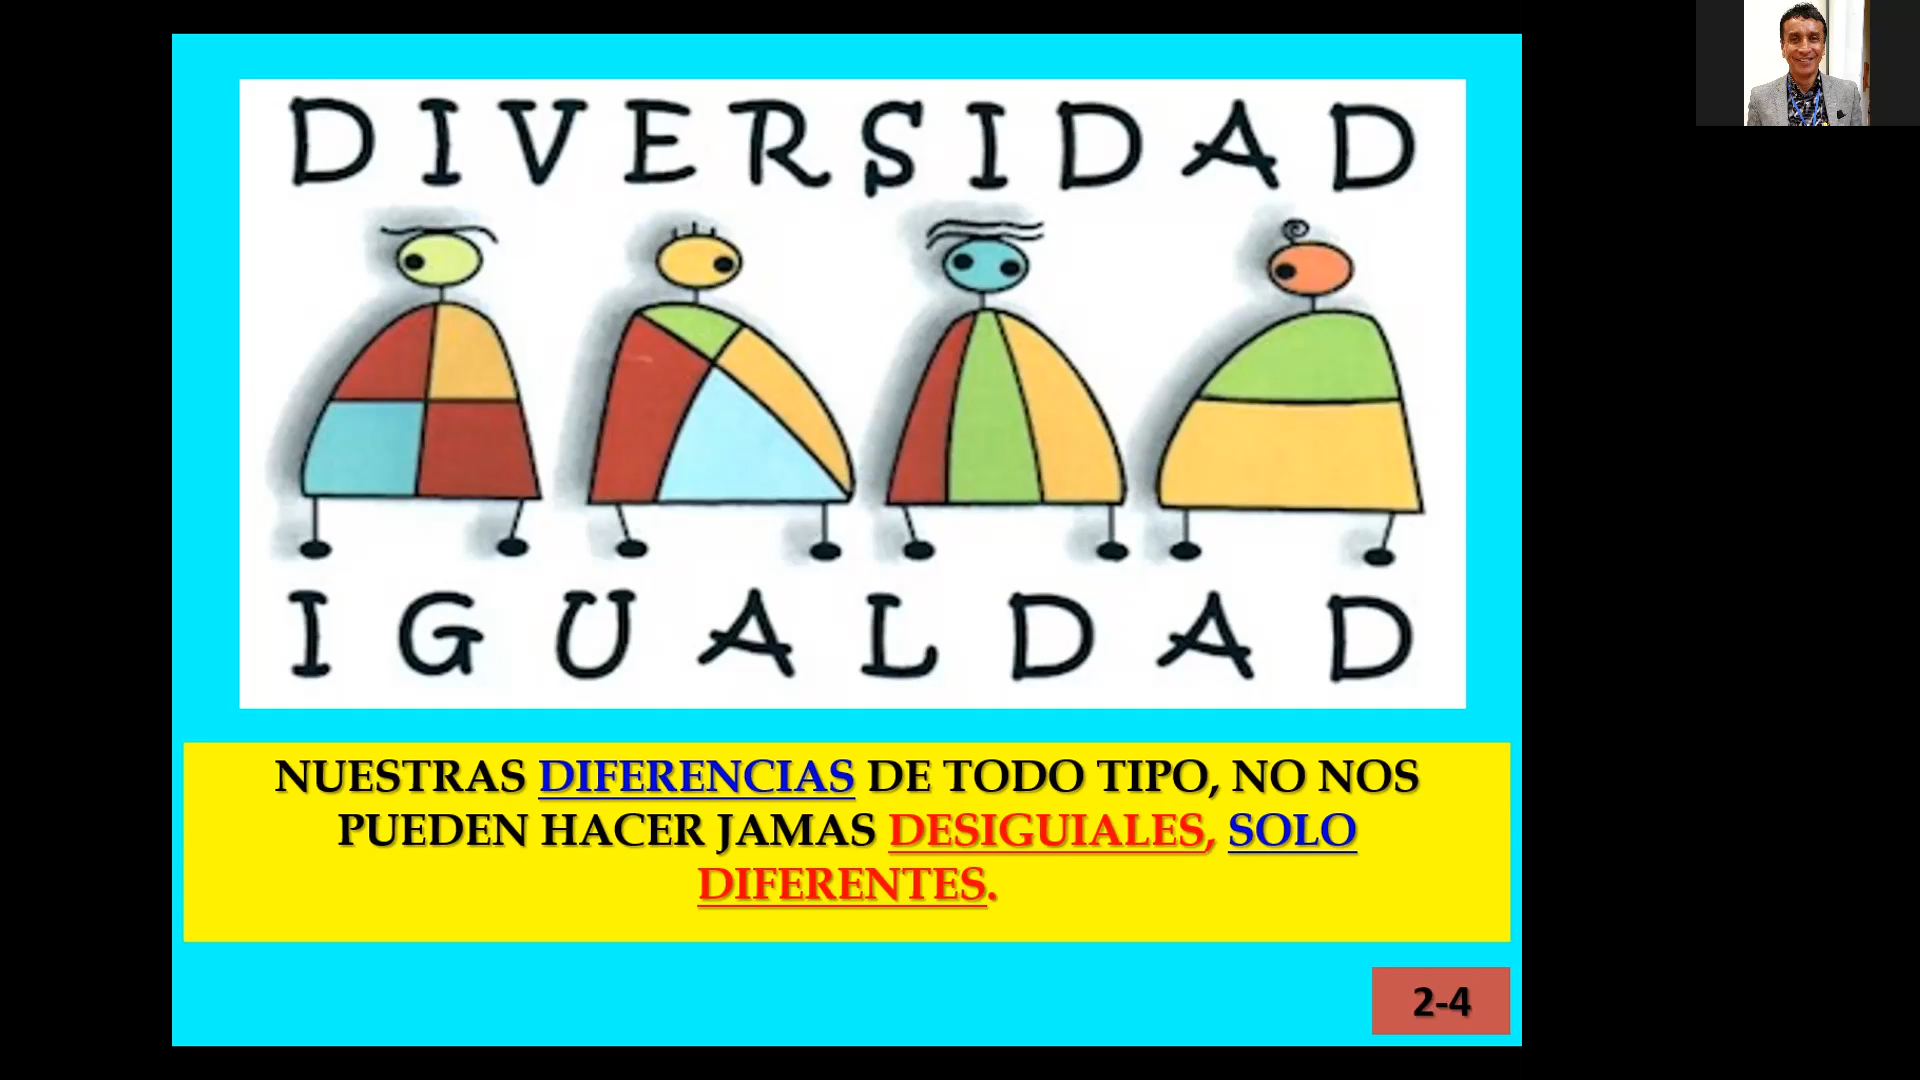 DIVERSIDAD
IGUALDAD
NUESTRAS DIFERENCIAS DE TODO TIPO, NO NOS
PUEDEN HACER JAMAS DESIGUIALES, SOLO
DIFERENTES.
2-4